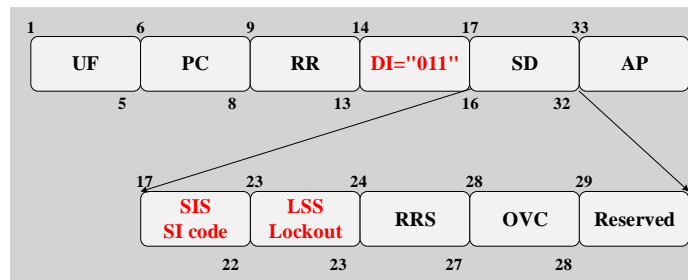 1 6 9 14 17 33
UF PC RR DI="011" SD AP
5 8 13 16 32
17 23 24 28 29
SIS LSS RRS OVC Reserved
SI code Lockout
22 23 27 28